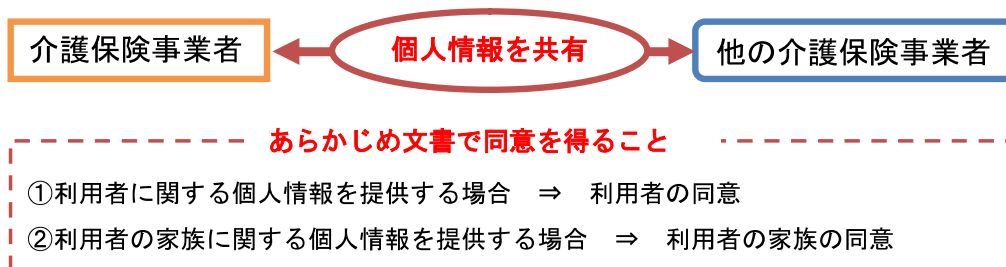 介護保険事業者 個人情報を共有 他の介護保険事業者
あらかじめ文書で同意を得ること
①利用者に関する個人情報を提供する場合 ⇒ 利用者の同意
②利用者の家族に関する個人情報を提供する場合 ⇒ 利用者の家族の同意